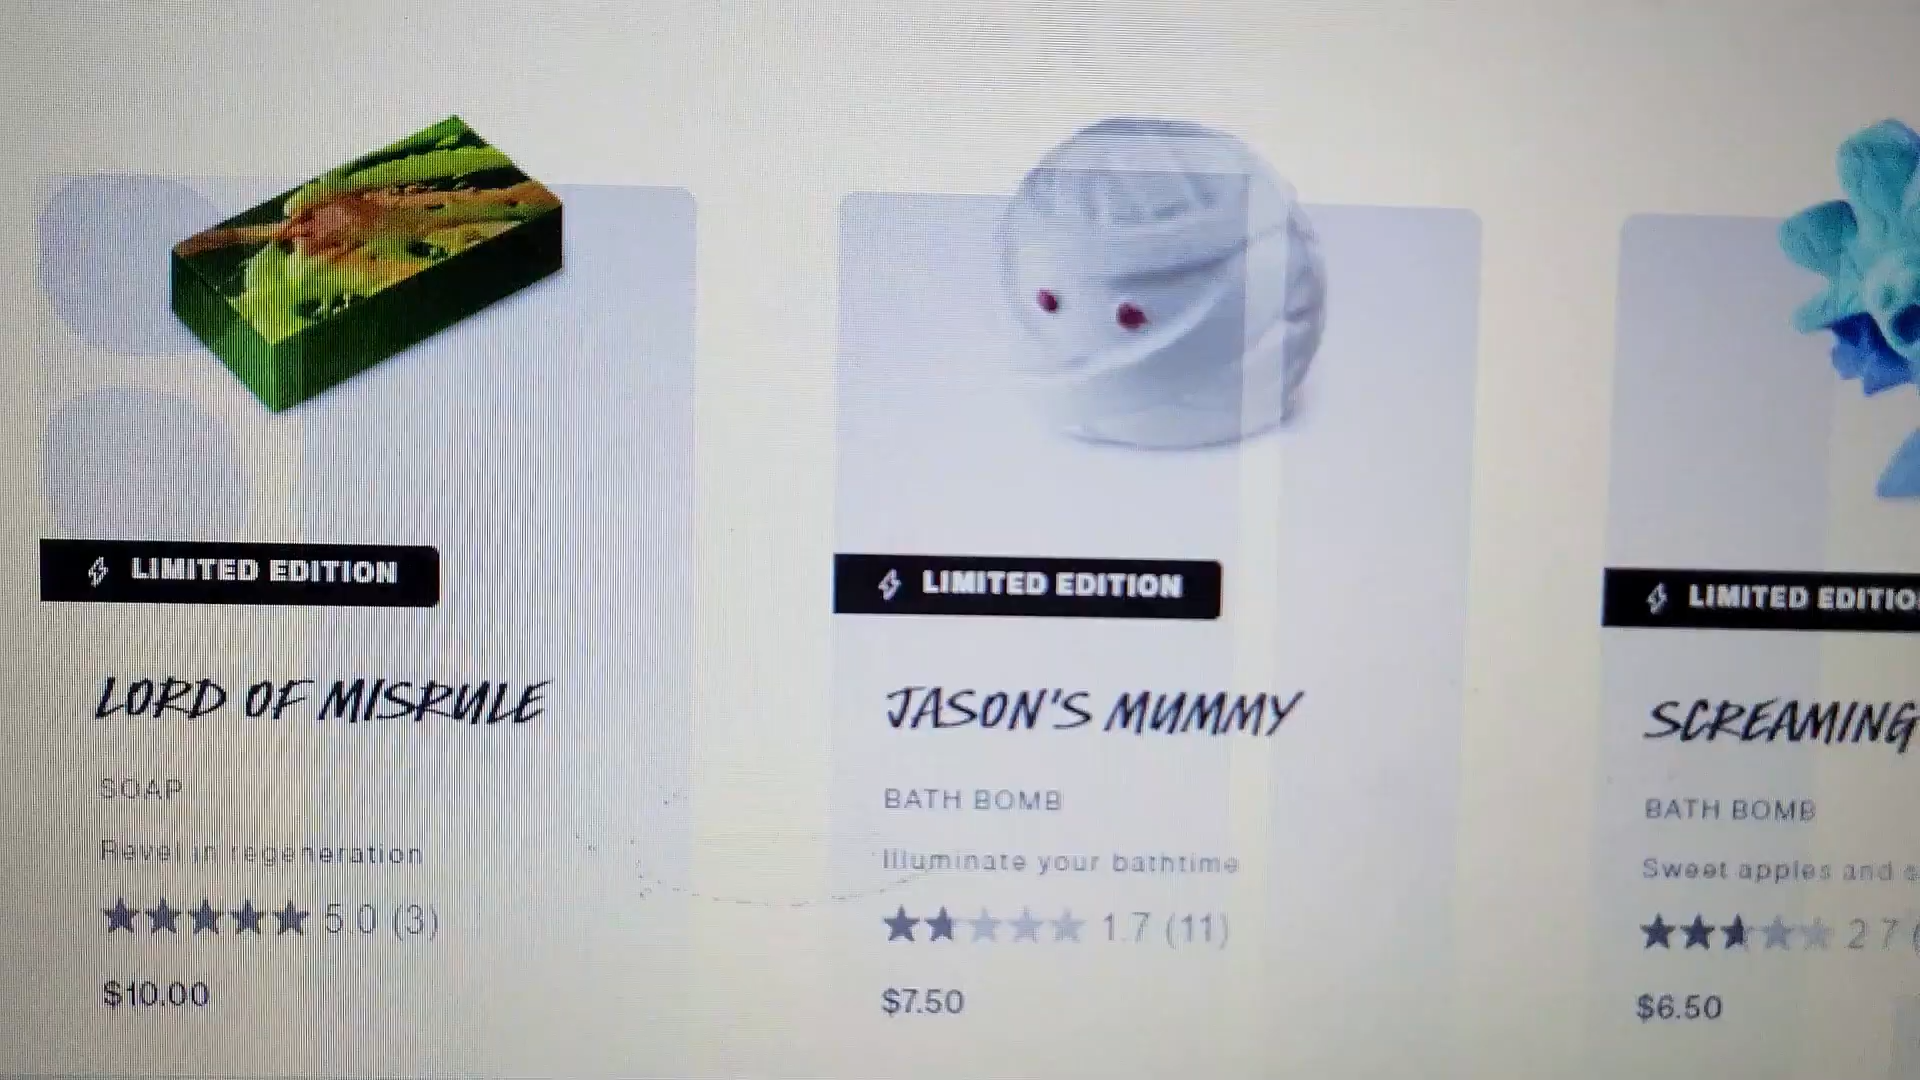 LIMITED EDITION
LORD OF MISRULE
SOAP
Revel in regeneration
5.0 (3)
$10.00
LIMITED EDITION
JASON'S MUMMY
BATH BOMB
Illuminate your bathtime
1.7 (11)
$7.50
LIMITED EDITIO
SCREAMING
BATH BOMB
Sweet apples and
2.7 (
$6.50